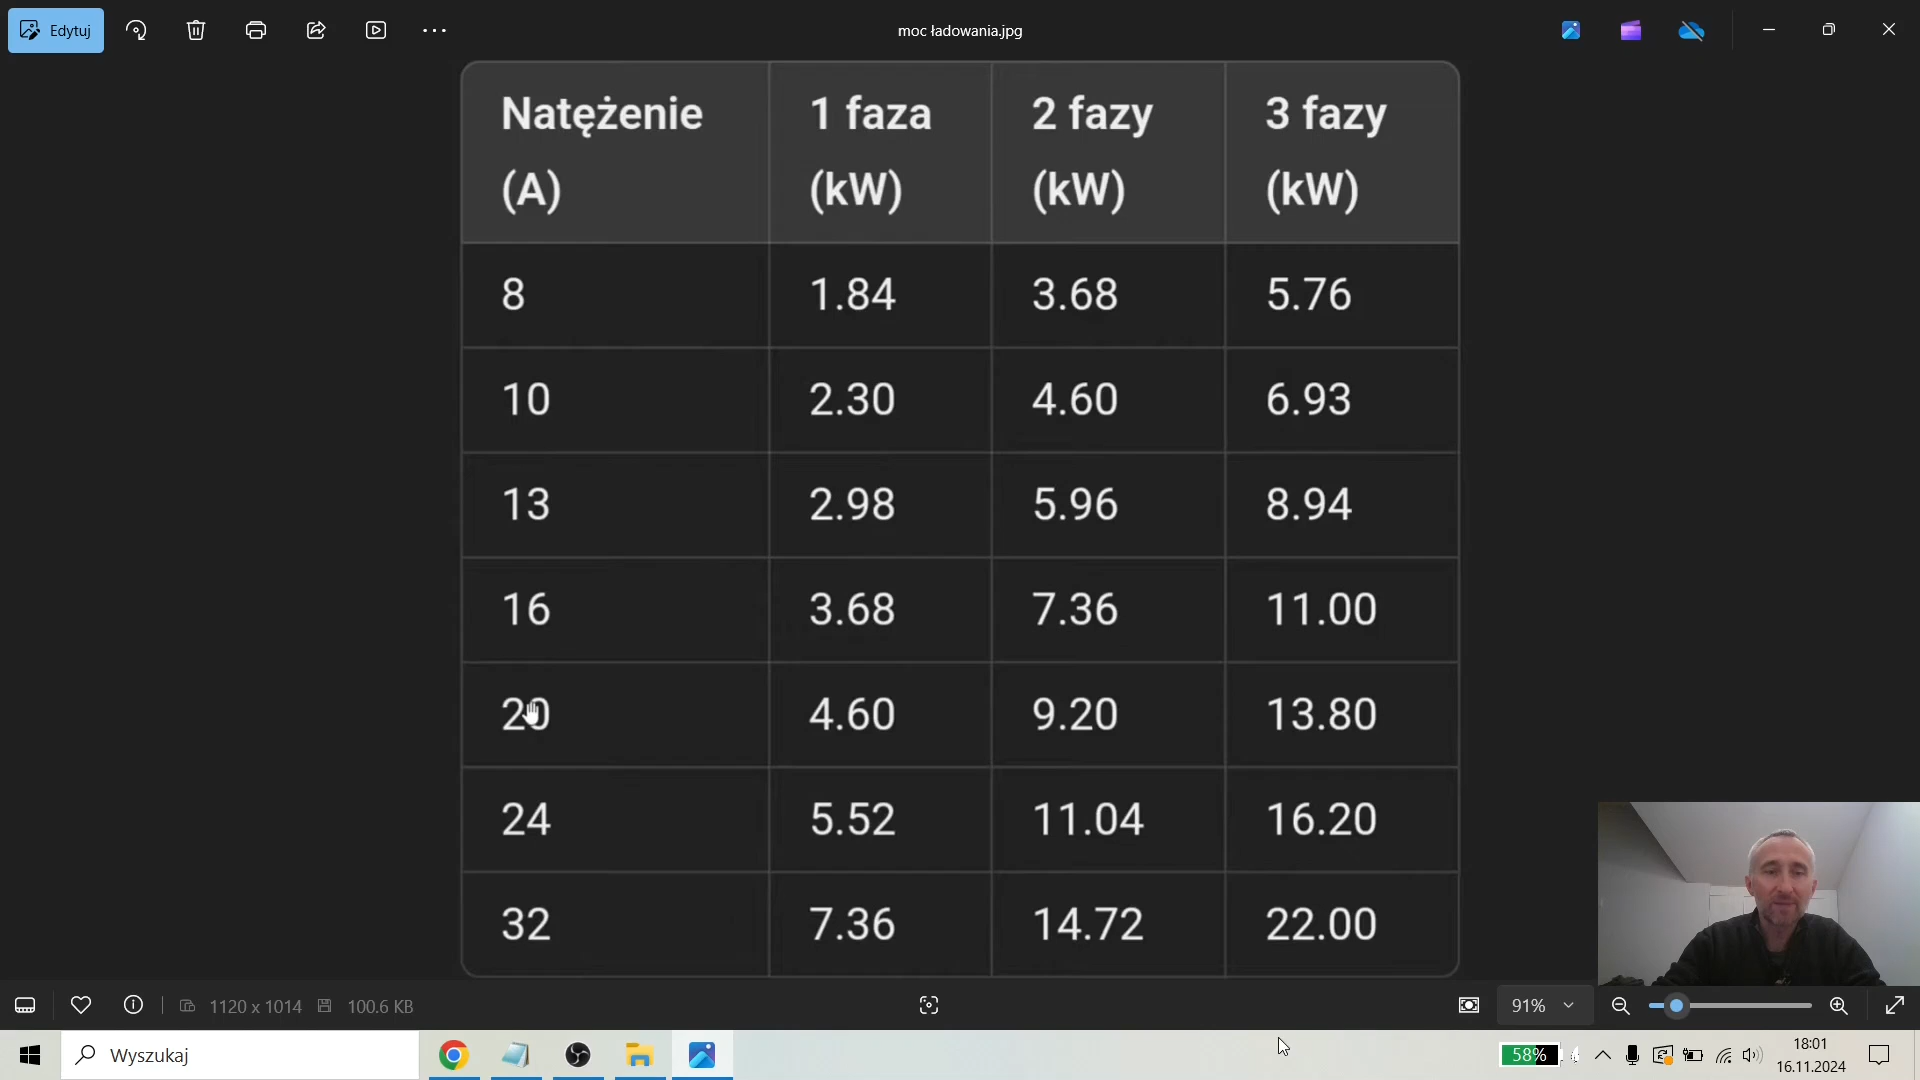 Edytuj
moc ładowania.jpg
Natężenie (A) 1 faza (kW) 2 fazy (kW) 3 fazy (kW)
8 1.84 3.68 5.76
10 2.30 4.60 6.93
13 2.98 5.96 8.94
16 3.68 7.36 11.00
20 4.60 9.20 13.80
24 5.52 11.04 16.20
32 7.36 14.72 22.00
1120 x 1014 100.6 KB 91%
Wyszukaj 58% 18:01
16.11.2024